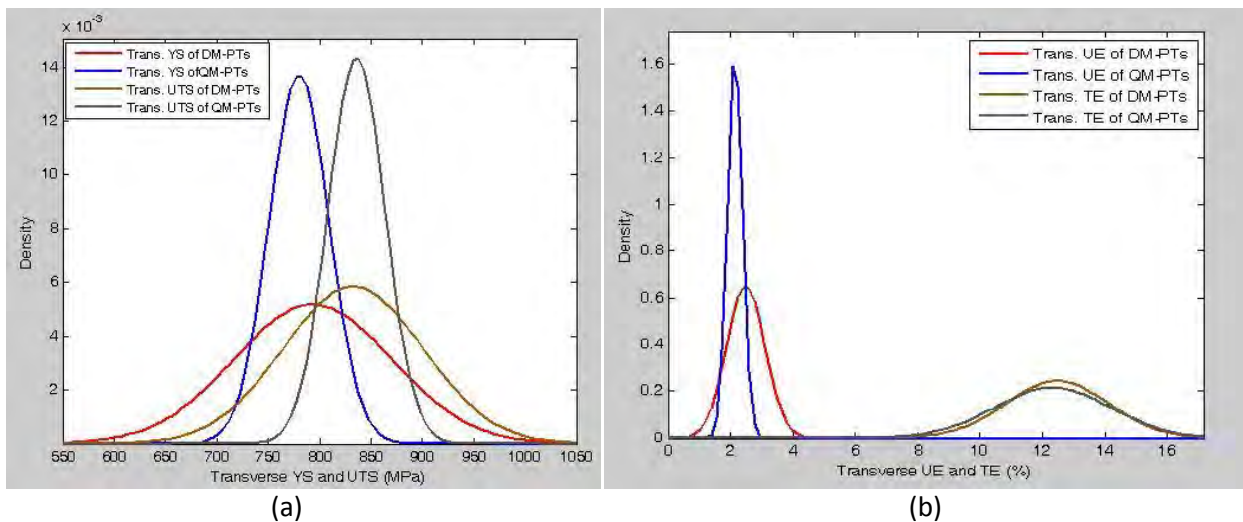 x 10⁻³
14
12
10
8
6
4
2
Density
550 600 650 700 750 800 850 900 950 1000 1050
Transverse YS and UTS (MPa)
Trans. YS of DM-PTs
Trans. YS ofQM-PTs
Trans. UTS of DM-PTs
Trans. UTS of QM-PTs
(a)
1.6
1.4
1.2
1
0.8
0.6
0.4
0.2
0
Density
0 2 4 6 8 10 12 14 16
Transverse UE and TE (%)
Trans. UE of DM-PTs
Trans. UE of QM-PTs
Trans. TE of DM-PTs
Trans. TE of QM-PTs
(b)